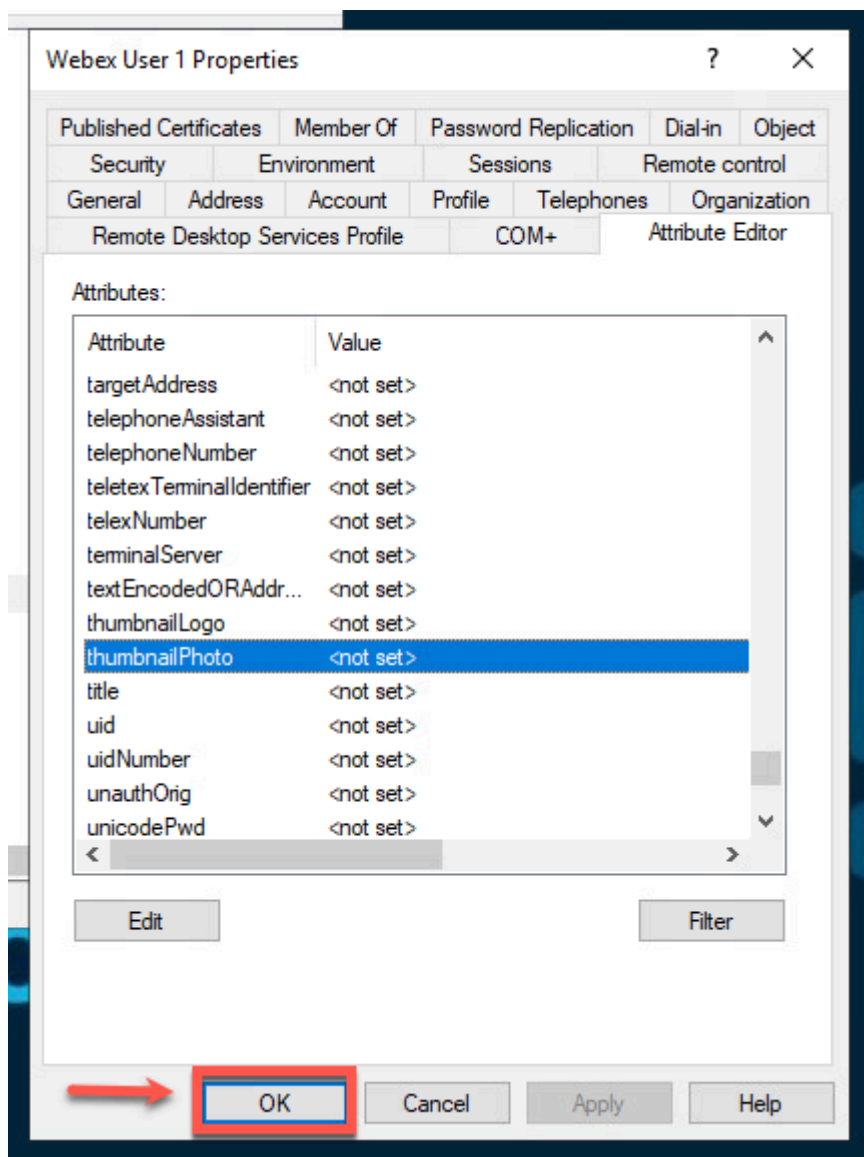 Webex User 1 Properties ?
Published Certificates Member Of Password Replication Dial-in Object
Security Environment Sessions Remote control
General Address Account Profile Telephones Organization
Remote Desktop Services Profile COM+ Attribute Editor
Attributes:
Attribute Value
targetAddress <not set>
telephoneAssistant <not set>
telephoneNumber <not set>
teletexTerminalIdentifier <not set>
telexNumber <not set>
terminalServer <not set>
textEncodedORAddr... <not set>
thumbnailLogo <not set>
thumbnailPhoto <not set>
title <not set>
uid <not set>
uidNumber <not set>
unauthOrig <not set>
unicodePwd <not set>
Edit Filter
OK Cancel Apply Help